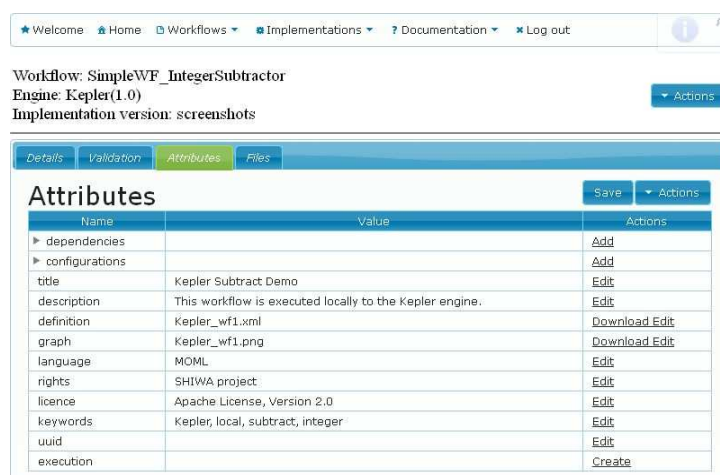 Welcome Home Workflows Implementations ? Documentation Log out
Workflow: SimpleWF_IntegerSubtractor
Engine: Kepler(1.0)
Implementation version: screenshots
Actions
Details Validation Attributes Files
Attributes Save Actions
Name Value Actions
dependencies Add
configurations Add
title Kepler Subtract Demo Edit
description This workflow is executed locally to the Kepler engine. Edit
definition Kepler_wf1.xml Download Edit
graph Kepler_wf1.png Download Edit
language MOML Edit
rights SHIWA project Edit
licence Apache License, Version 2.0 Edit
keywords Kepler, local, subtract, integer Edit
uuid Edit
execution Create